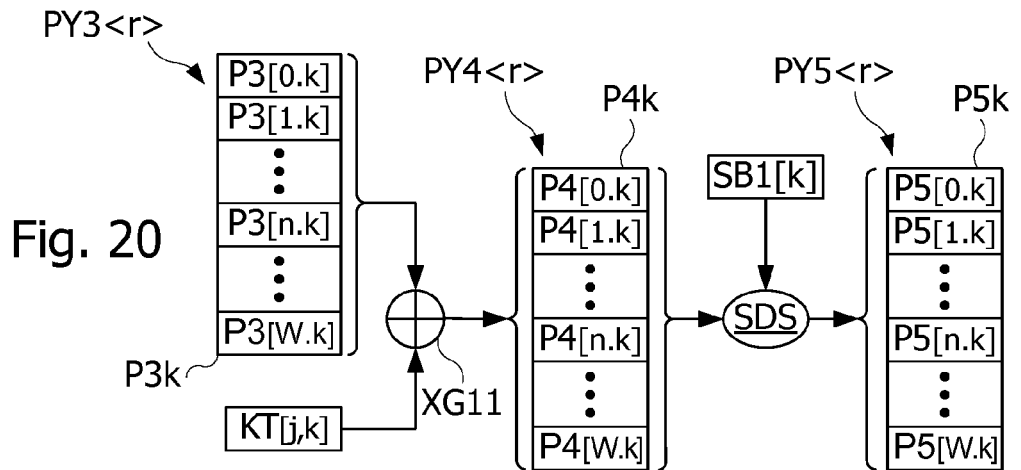 Fig. 20
PY3<r>
P3[0.k]
P3[1.k]
P3[n.k]
P3[W.k]
P3k
KT[j,k]
XG11
PY4<r>
P4k
P4[0.k]
P4[1.k]
P4[n.k]
P4[W.k]
SB1[k]
SDS
PY5<r>
P5k
P5[0.k]
P5[1.k]
P5[n.k]
P5[W.k]